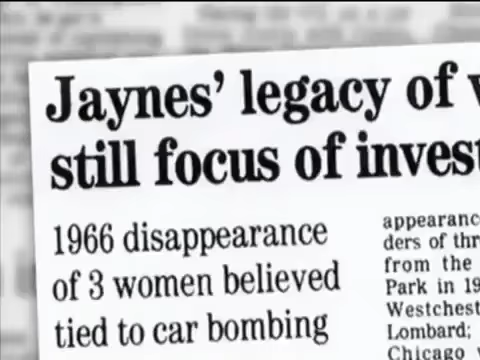 Jaynes' legacy of
still focus of inves
1966 disappearance
of 3 women believed
tied to car bombing
appearanc
ders of thr
from the
Park in 19
Westchest
Lombard;
Chicago